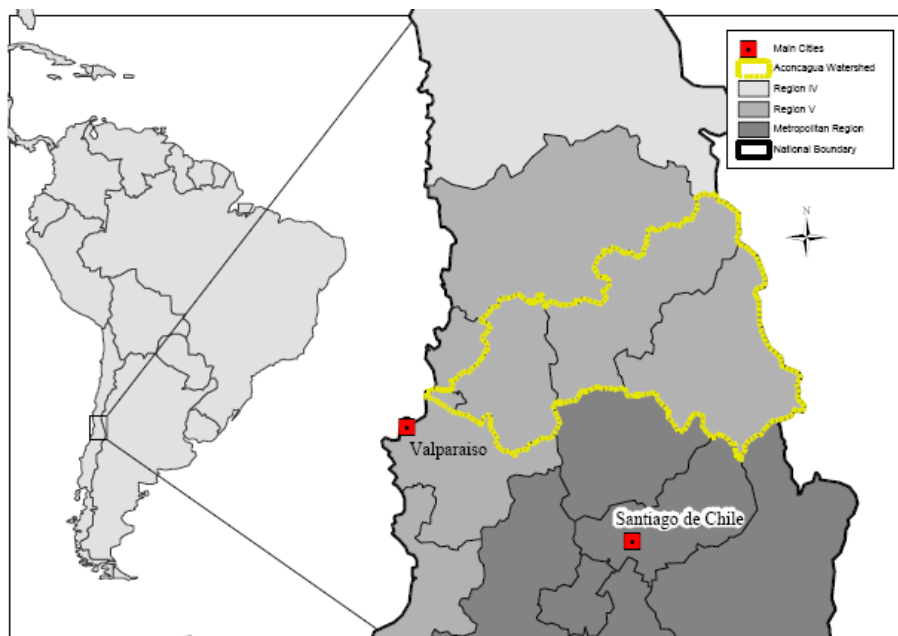 Main Cities
Aconcagua Watershed
Region IV
Region V
Metropolitan Region
National Boundary
N
Valparaiso
Santiago de Chile